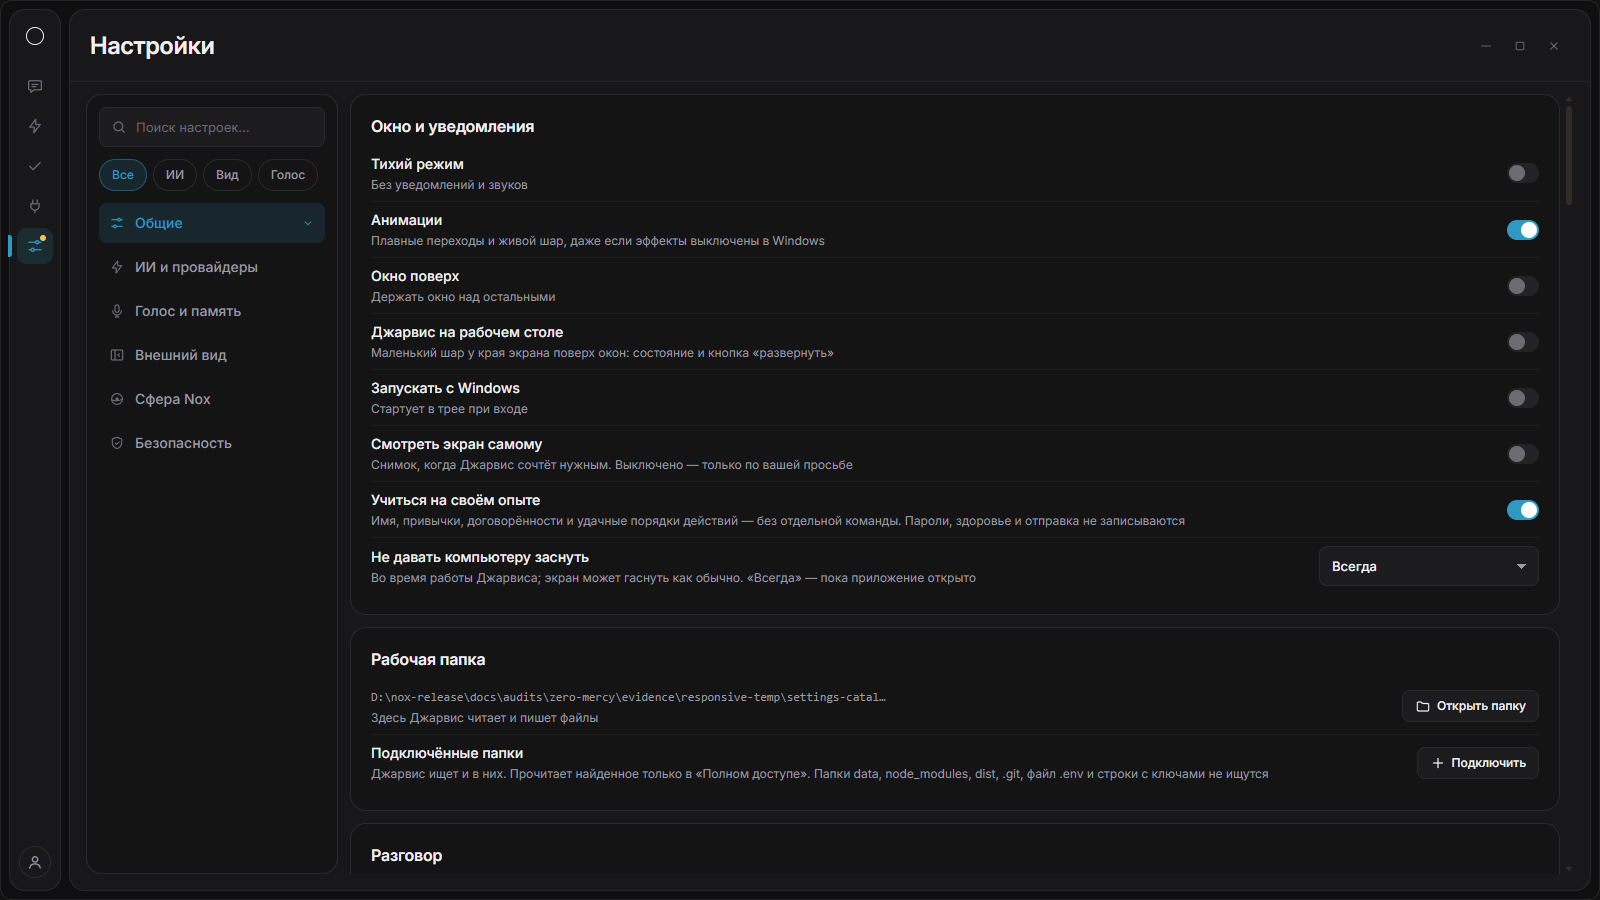 Настройки
Поиск настроек...
Все
ИИ
Вид
Голос
Общие
ИИ и провайдеры
Голос и память
Внешний вид
Сфера Nox
Безопасность
Окно и уведомления
Тихий режим
Без уведомлений и звуков
Анимации
Плавные переходы и живой шар, даже если эффекты выключены в Windows
Окно поверх
Держать окно над остальными
Джарвис на рабочем столе
Маленький шар у края экрана поверх окон: состояние и кнопка «развернуть»
Запускать с Windows
Стартует в трее при входе
Смотреть экран самому
Снимок, когда Джарвис сочтёт нужным. Выключено — только по вашей просьбе
Учиться на своём опыте
Имя, привычки, договорённости и удачные порядки действий — без отдельной команды. Пароли, здоровье и отправка не записываются
Не давать компьютеру заснуть
Во время работы Джарвиса; экран может гаснуть как обычно. «Всегда» — пока приложение открыто
Всегда
Рабочая папка
D:\nox-release\docs\audits\zero-mercy\evidence\responsive-temp\settings-catal…
Здесь Джарвис читает и пишет файлы
Открыть папку
Подключённые папки
Джарвис ищет и в них. Прочитает найденное только в «Полном доступе». Папки data, node_modules, dist, .git, файл .env и строки с ключами не ищутся
Подключить
Разговор